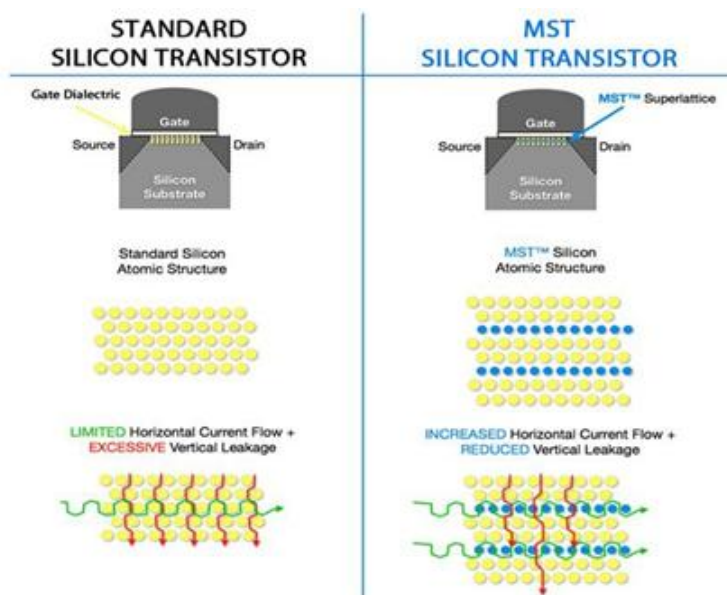 STANDARD
SILICON TRANSISTOR
Gate Dielectric
Gate
Source
Drain
Silicon
Substrate
Standard Silicon
Atomic Structure
LIMITED Horizontal Current Flow +
EXCESSIVE Vertical Leakage
MST
SILICON TRANSISTOR
MST™ Superlattice
Gate
Source
Drain
Silicon
Substrate
MST™ Silicon
Atomic Structure
INCREASED Horizontal Current Flow +
REDUCED Vertical Leakage